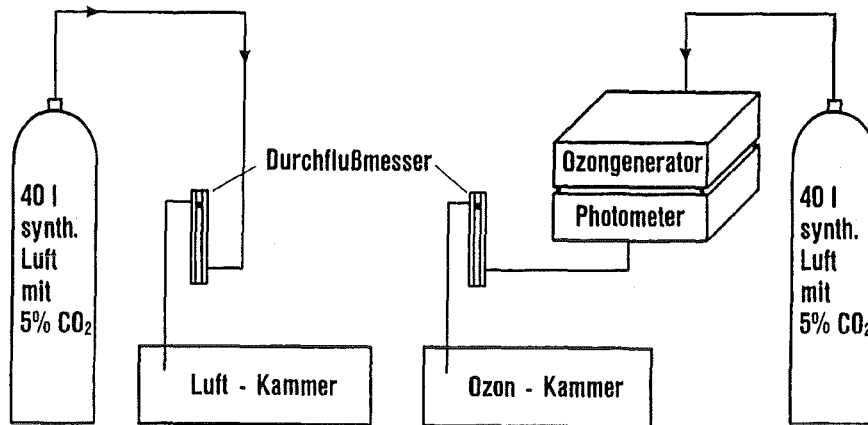 40 l
synth.
Luft
mit
5% CO₂
Durchflußmesser
Luft - Kammer
Ozongenerator
Photometer
Ozon - Kammer
40 l
synth.
Luft
mit
5% CO₂